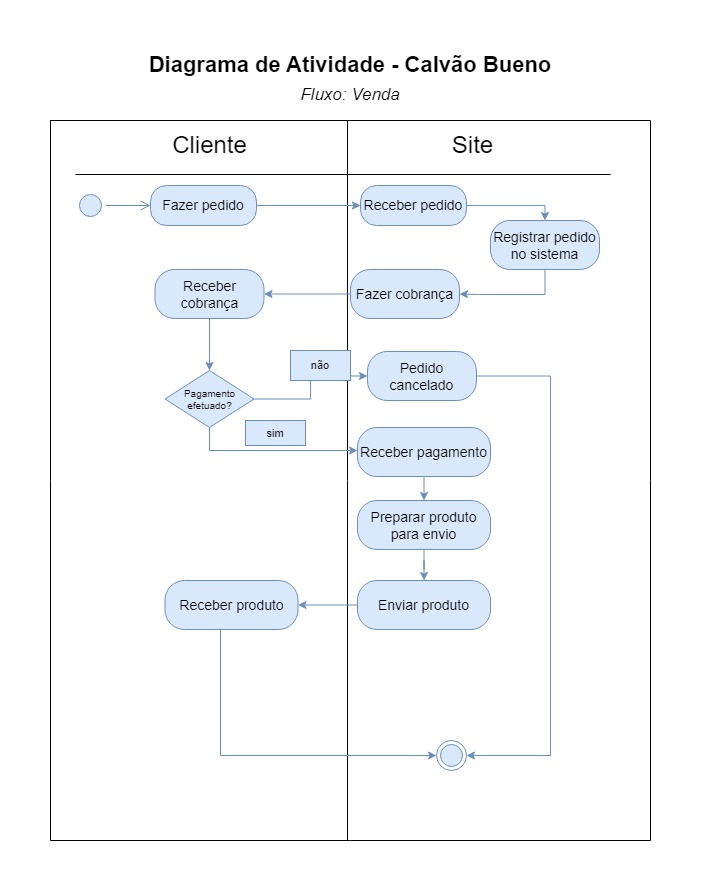 Diagrama de Atividade - Calvão Bueno
Fluxo: Venda
Cliente
Site
Fazer pedido
Receber pedido
Registrar pedido
no sistema
Receber
cobrança
Fazer cobrança
não
Pedido
cancelado
Pagamento
efetuado?
sim
Receber pagamento
Preparar produto
para envio
Receber produto
Enviar produto